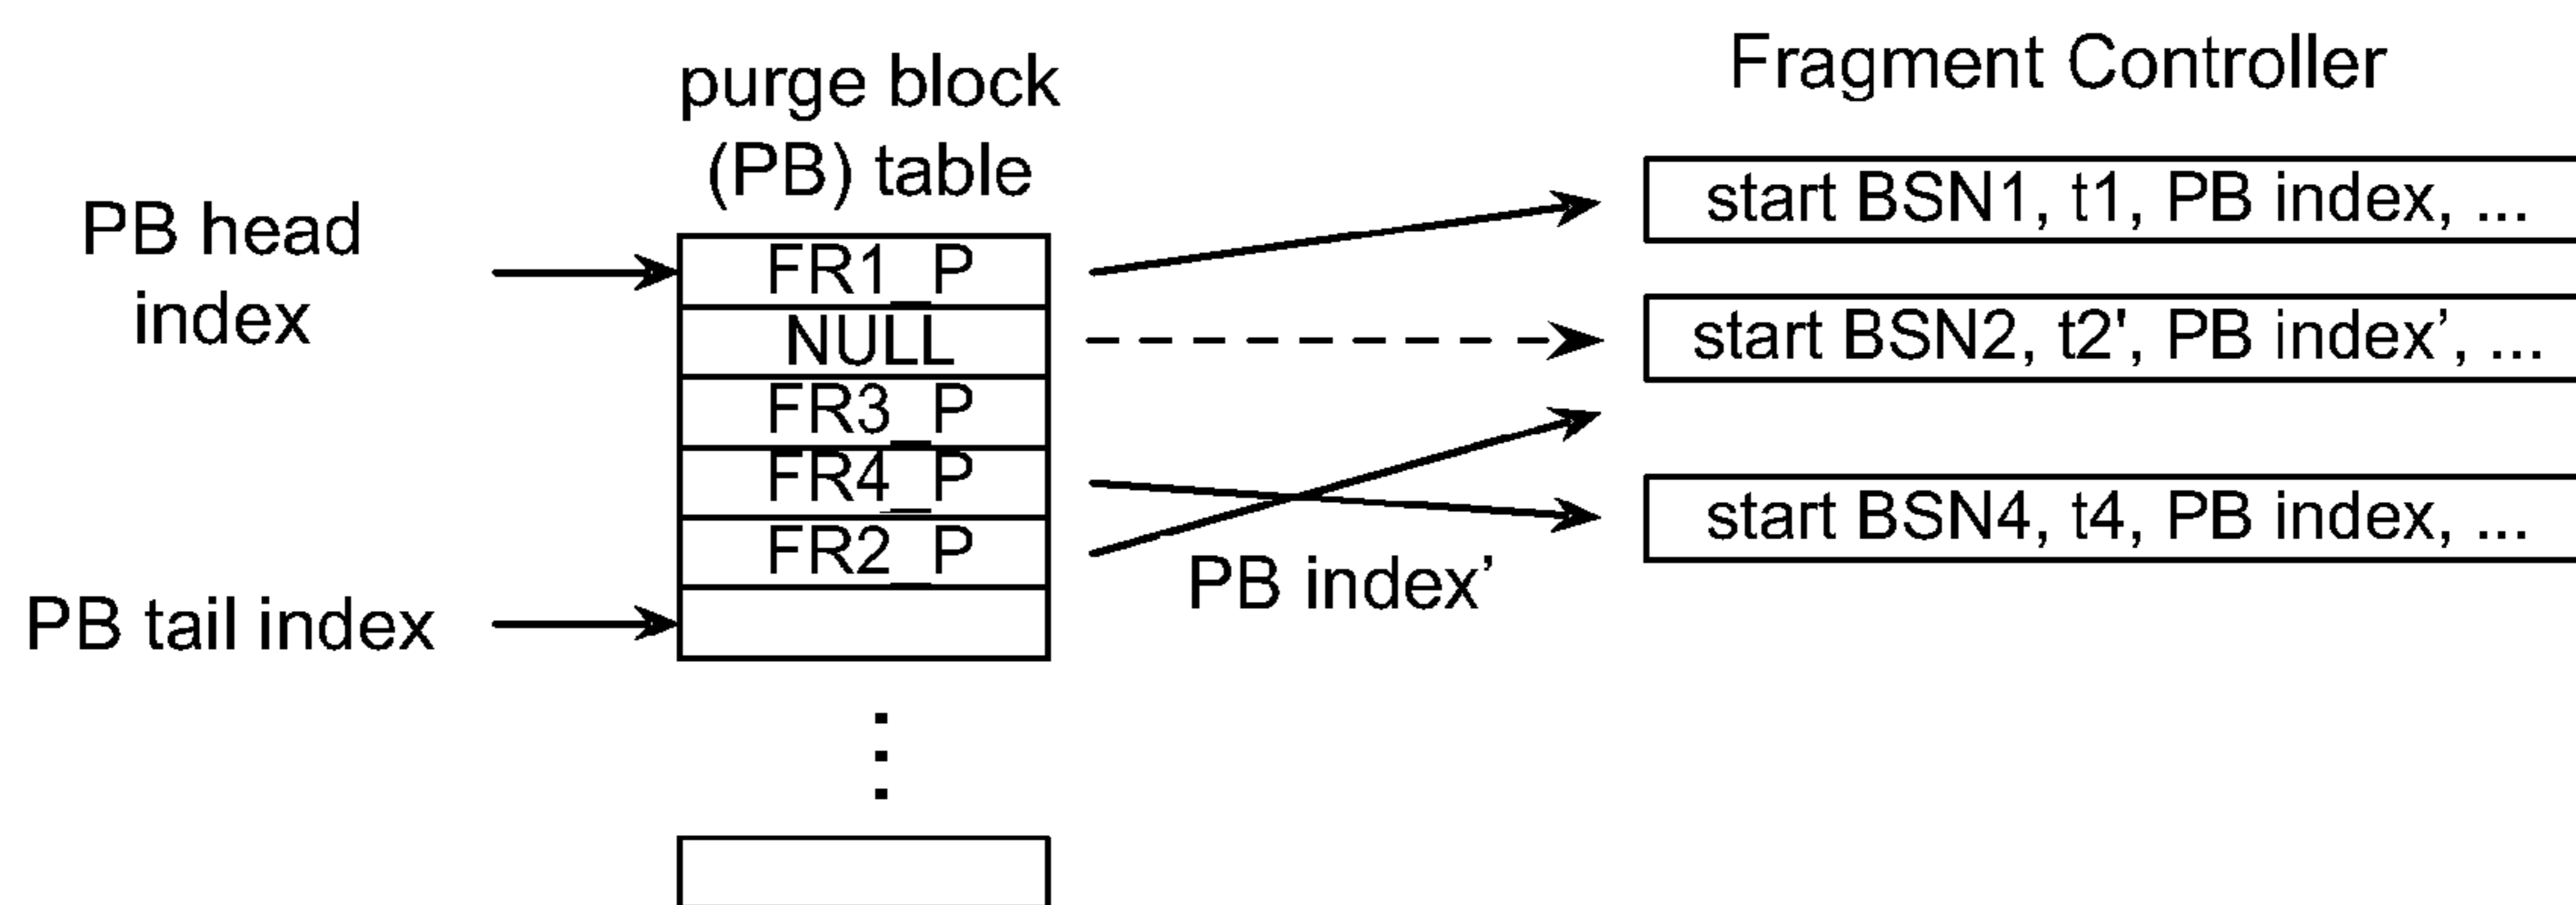 purge block
(PB) table
Fragment Controller
PB head
index
PB tail index
FR1_P
NULL
FR3_P
FR4_P
FR2_P
PB index’
start BSN1, t1, PB index, ...
start BSN2, t2', PB index’, ...
start BSN4, t4, PB index, ...